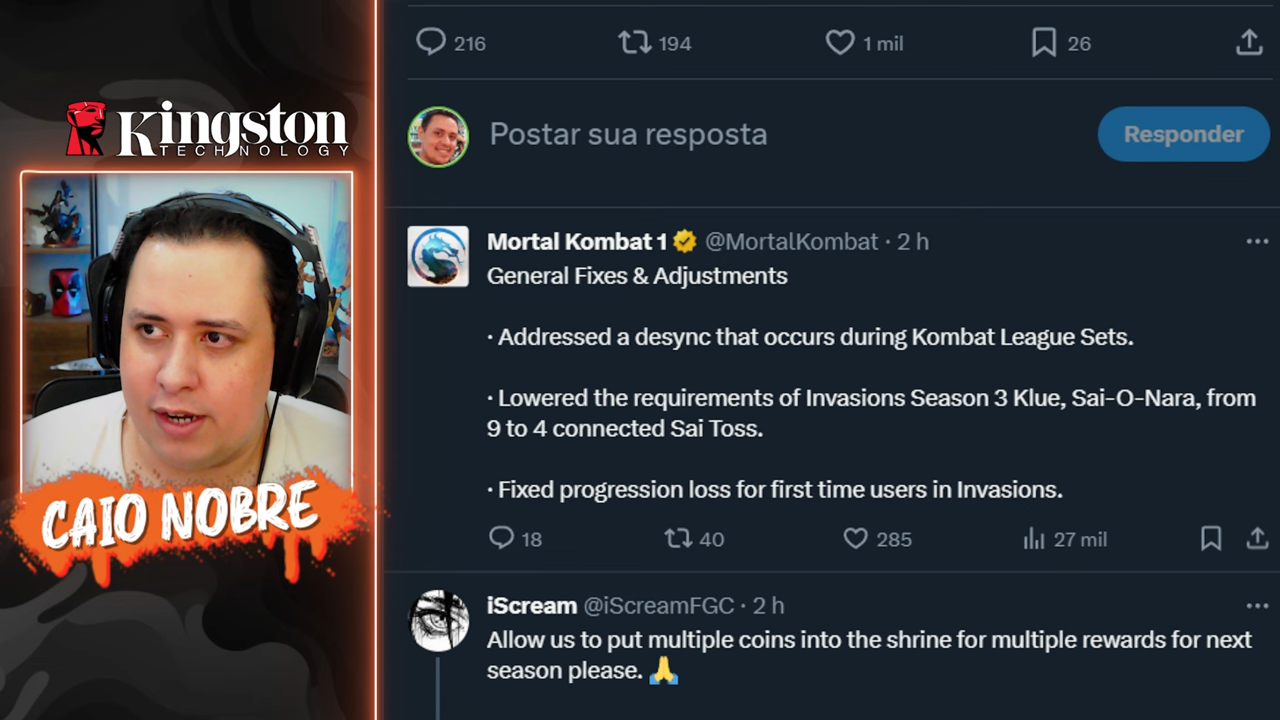 216
194
1 mil
26
Kingston
TECHNOLOGY
Postar sua resposta
Responder
CAIO NOBRE
Mortal Kombat 1 @MortalKombat · 2 h
General Fixes & Adjustments
· Addressed a desync that occurs during Kombat League Sets.
· Lowered the requirements of Invasions Season 3 Klue, Sai-O-Nara, from
9 to 4 connected Sai Toss.
· Fixed progression loss for first time users in Invasions.
18
40
285
27 mil
iScream @iScreamFGC · 2 h
Allow us to put multiple coins into the shrine for multiple rewards for next
season please. 🙏